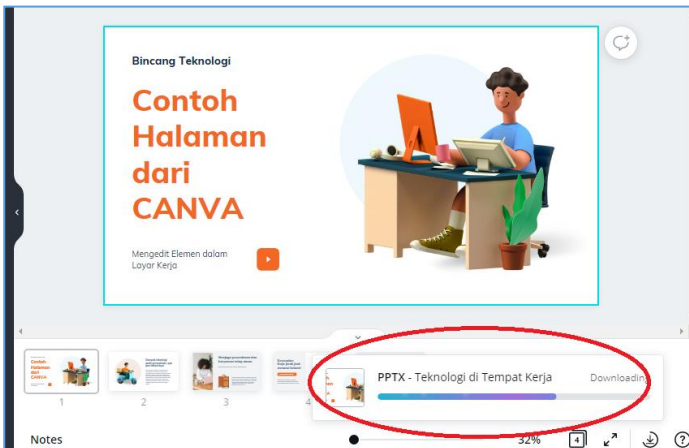 Bincang Teknologi
Contoh
Halaman
dari
CANVA
Mengedit Elemen dalam
Layar Kerja
PPTX - Teknologi di Tempat Kerja Downloading
1 2 3 4
Notes 32% 4